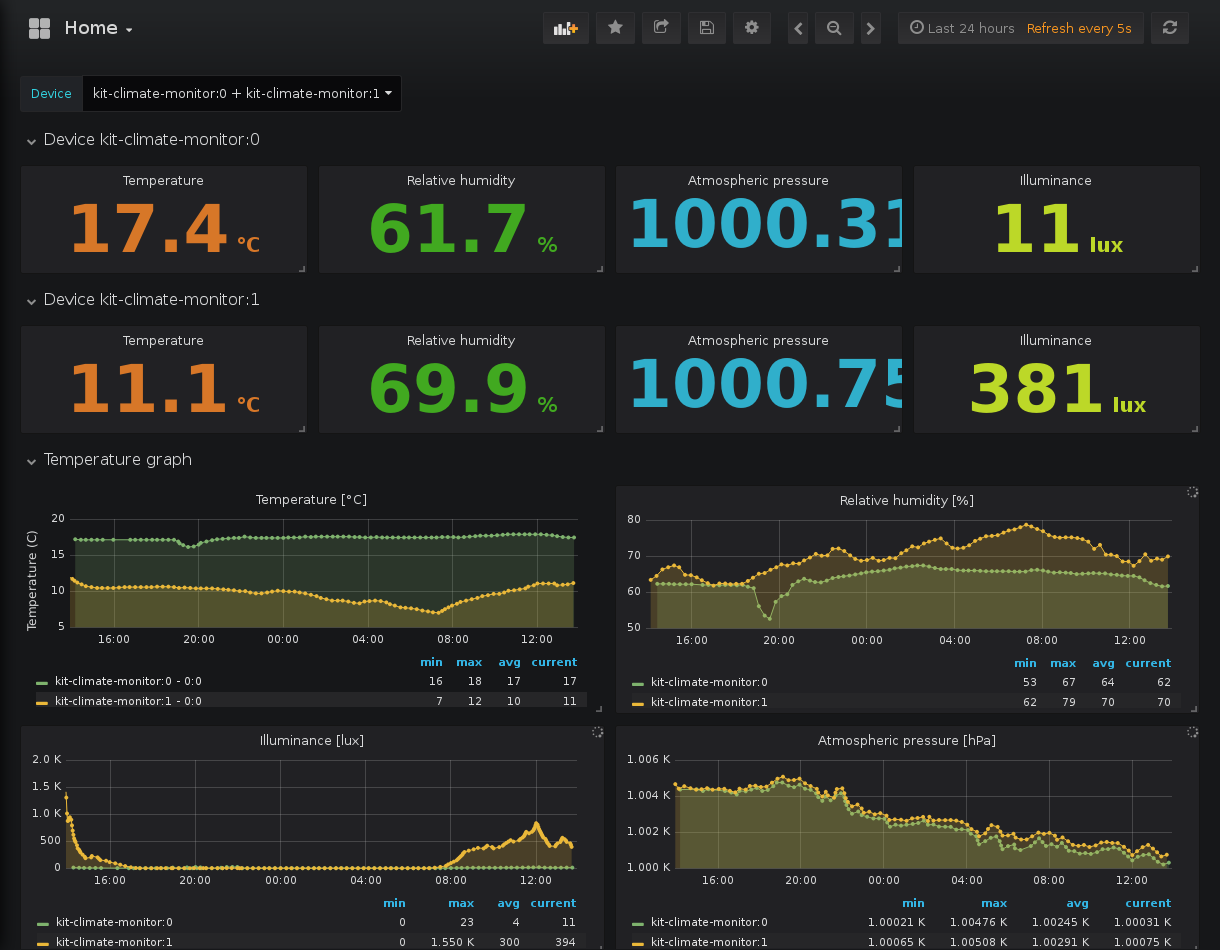 Home
Last 24 hours Refresh every 5s
Device kit-climate-monitor:0 + kit-climate-monitor:1
Device kit-climate-monitor:0
Temperature Relative humidity Atmospheric pressure Illuminance
17.4 °C 61.7 % 1000.31 11 lux
Device kit-climate-monitor:1
Temperature Relative humidity Atmospheric pressure Illuminance
11.1 °C 69.9 % 1000.75 381 lux
Temperature graph
Temperature [°C]
Temperature (C)
20
15
10
5
16:00 20:00 00:00 04:00 08:00 12:00
min max avg current
kit-climate-monitor:0 - 0:0 16 18 17 17
kit-climate-monitor:1 - 0:0 7 12 10 11
Relative humidity [%]
80
70
60
50
16:00 20:00 00:00 04:00 08:00 12:00
min max avg current
kit-climate-monitor:0 53 67 64 62
kit-climate-monitor:1 62 79 70 70
Illuminance [lux]
2.0 K
1.5 K
1.0 K
500
0
16:00 20:00 00:00 04:00 08:00 12:00
min max avg current
kit-climate-monitor:0 0 23 4 11
kit-climate-monitor:1 0 1.550 K 300 394
Atmospheric pressure [hPa]
1.006 K
1.004 K
1.002 K
1.000 K
16:00 20:00 00:00 04:00 08:00 12:00
min max avg current
kit-climate-monitor:0 1.00021 K 1.00476 K 1.00245 K 1.00031 K
kit-climate-monitor:1 1.00065 K 1.00508 K 1.00291 K 1.00075 K